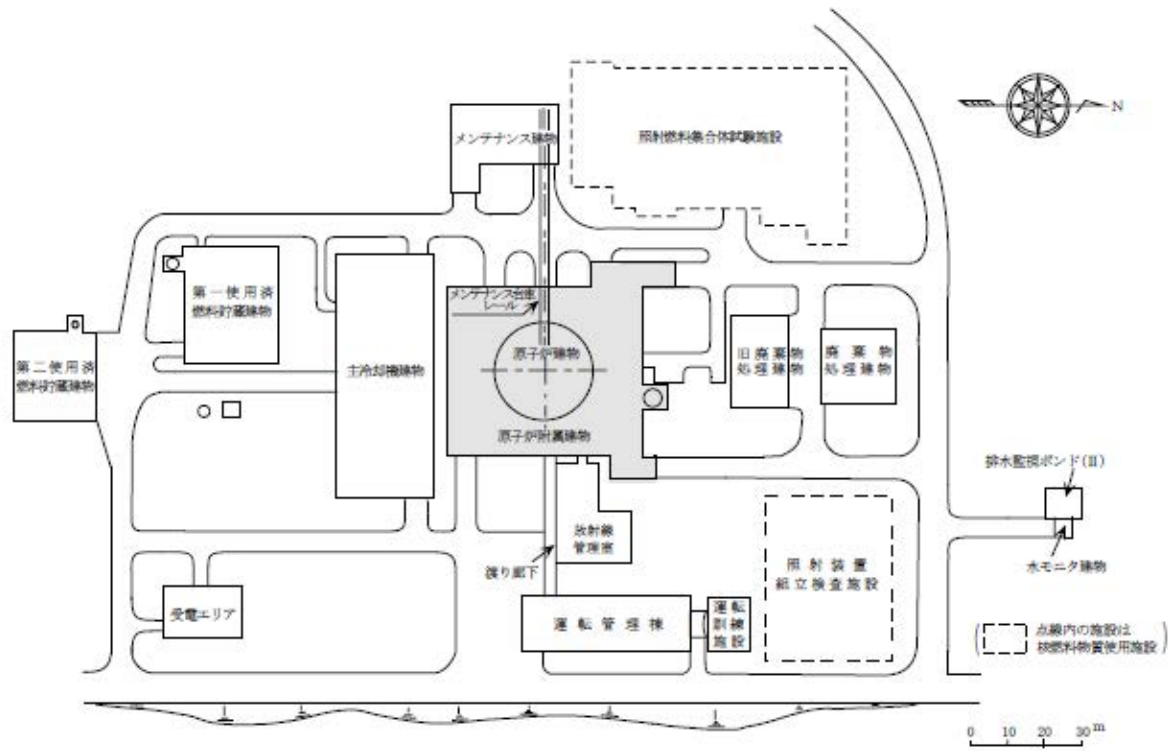 メンテナンス建物
照射燃料集合体試験施設
N
第一使用済
燃料貯蔵建物
メンテナンス台車
レール
第二使用済
燃料貯蔵建物
主冷却機建物
原子炉建物
旧廃棄物
処理建物
廃棄物
処理建物
原子炉附属建物
排水監視ポンド(Ⅱ)
放射線
管理室
照射装置
組立検査施設
渡り廊下
水モニタ建物
受電エリア
運転管理棟
運転
訓練
施設
点線内の施設は
核燃料物質使用施設
0 10 20 30 m